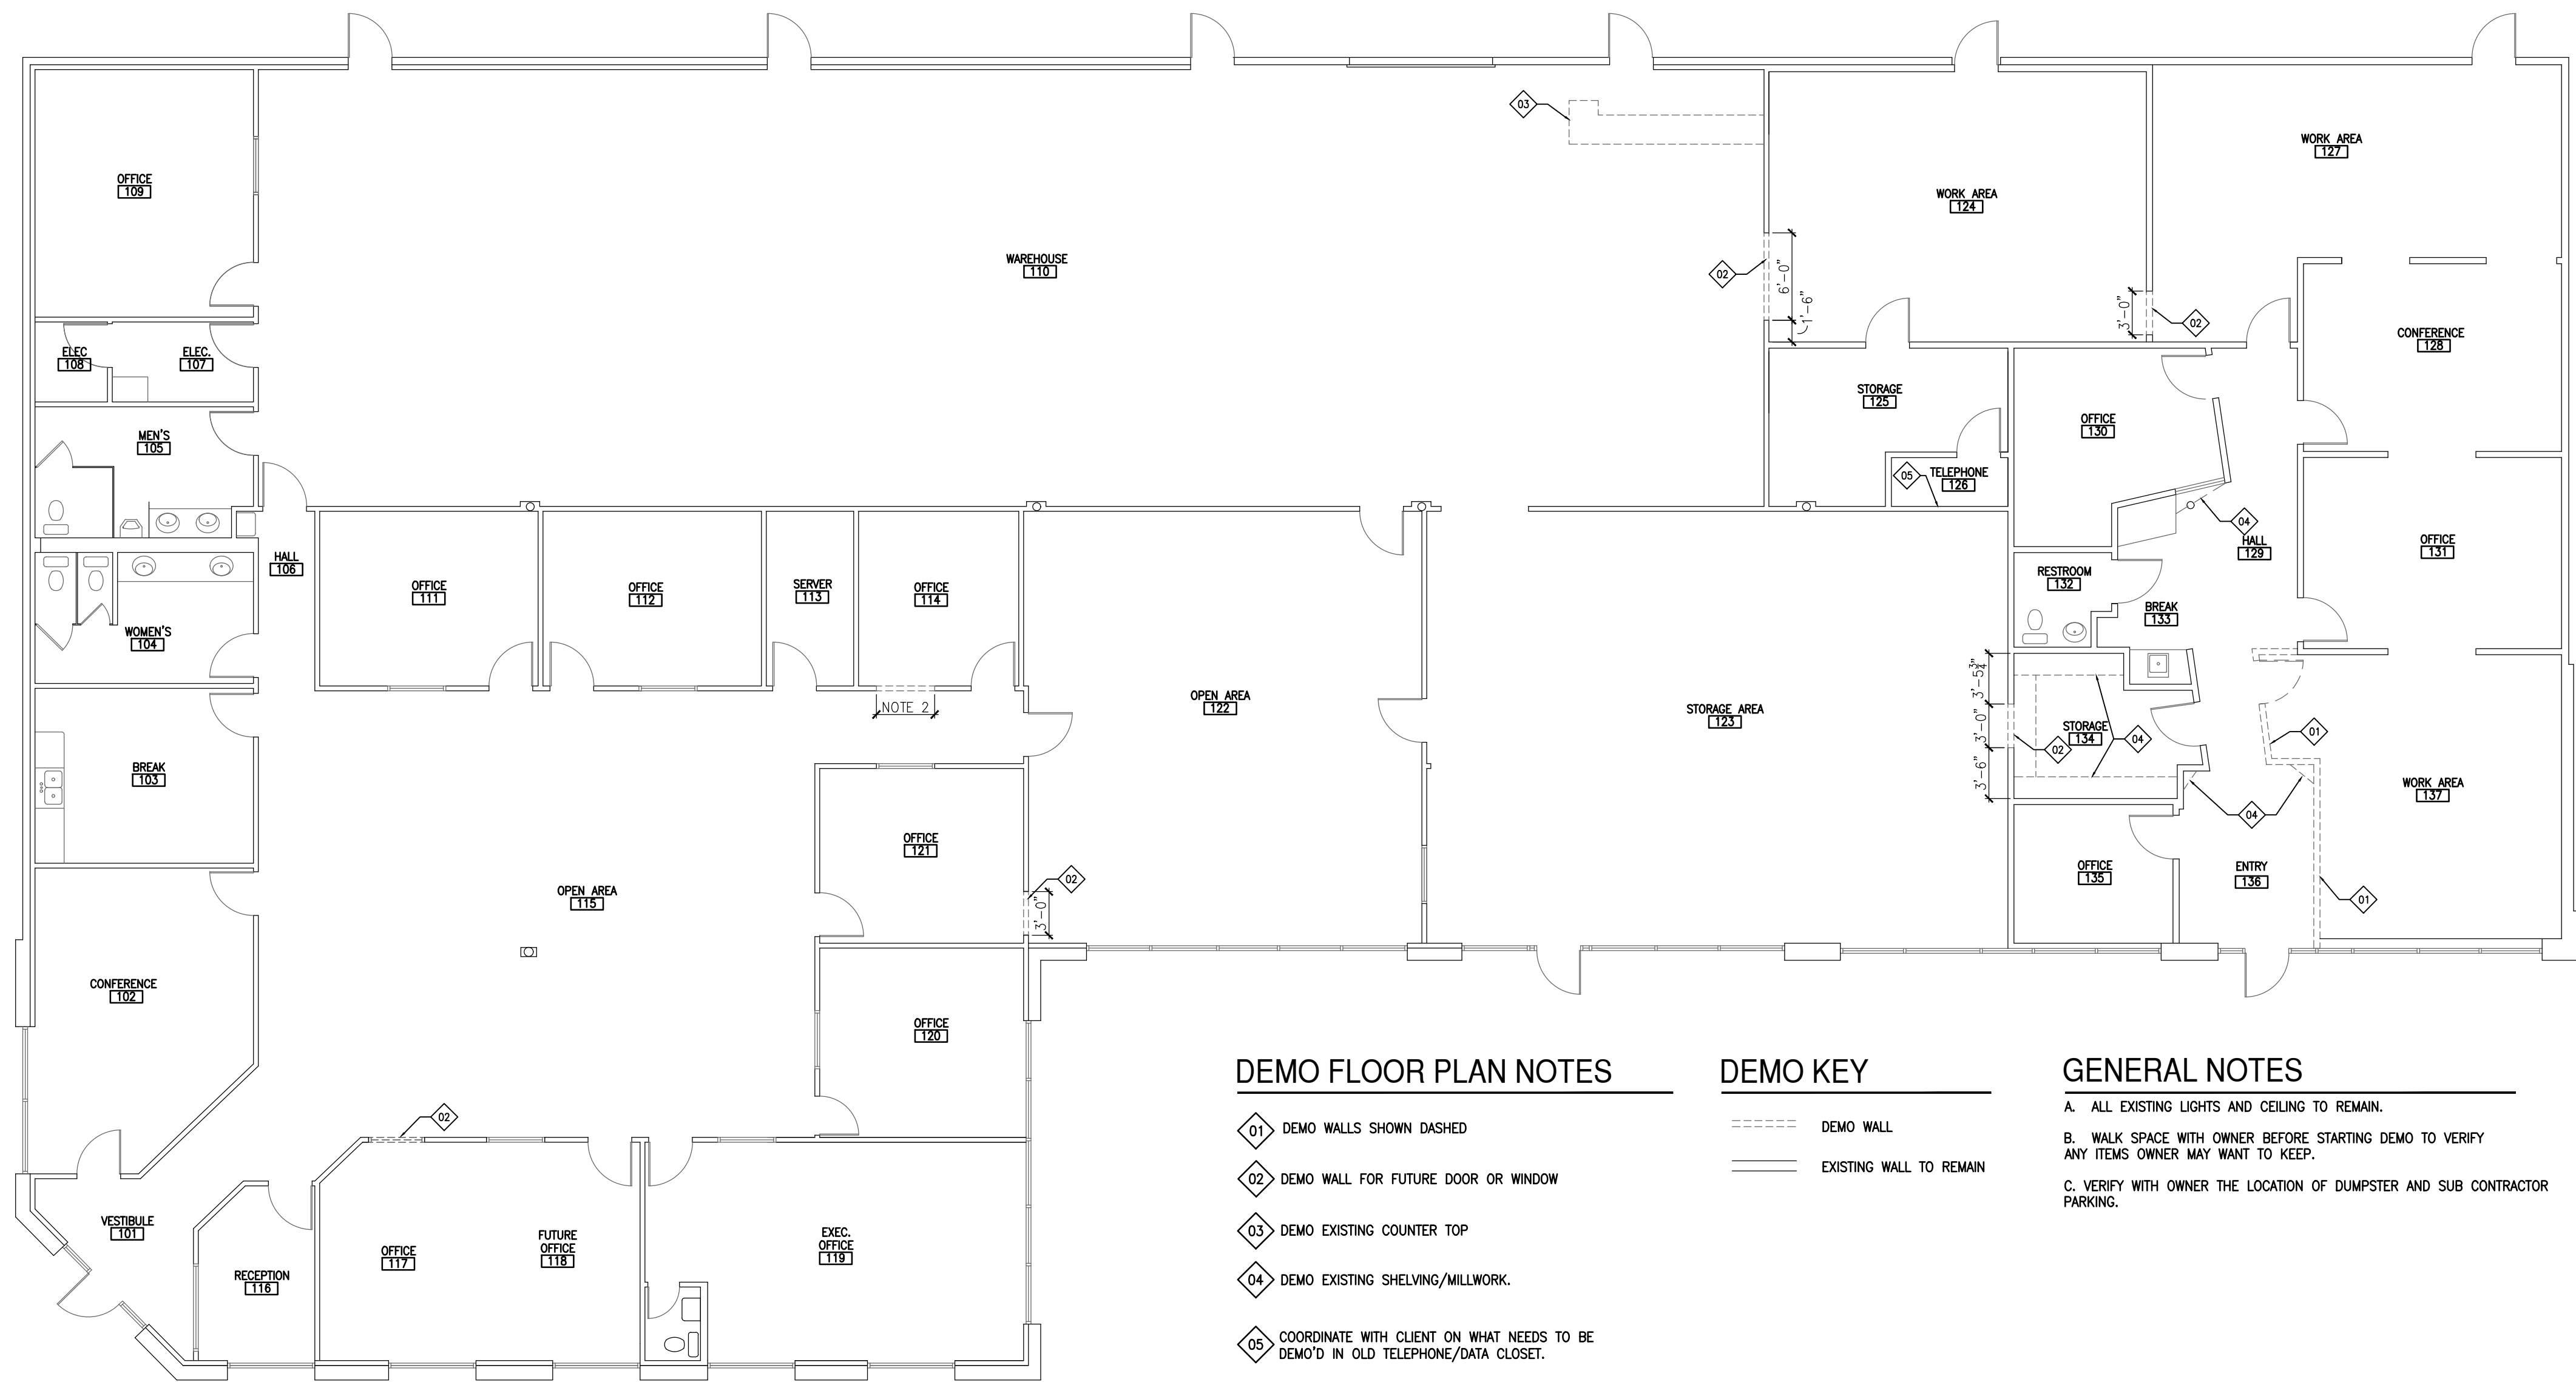 03
WORK AREA
127
OFFICE
109
WORK AREA
124
WAREHOUSE
110
02
6'-0"
1'-6"
3'-0"
02
ELEC
108
ELEC.
107
CONFERENCE
128
STORAGE
125
OFFICE
130
MEN'S
105
05
TELEPHONE
126
04
HALL
129
OFFICE
131
HALL
106
OFFICE
111
OFFICE
112
SERVER
113
OFFICE
114
RESTROOM
132
BREAK
133
WOMEN'S
104
NOTE 2
OPEN AREA
122
STORAGE AREA
123
3'-5¾"
3'-0"
3'-6"
02
STORAGE
134
04
01
BREAK
103
WORK AREA
137
04
OFFICE
121
02
3'-0"
OPEN AREA
115
OFFICE
135
ENTRY
136
01
CONFERENCE
102
OFFICE
120
02
VESTIBULE
101
RECEPTION
116
OFFICE
117
FUTURE
OFFICE
118
EXEC.
OFFICE
119
DEMO FLOOR PLAN NOTES
01 DEMO WALLS SHOWN DASHED
02 DEMO WALL FOR FUTURE DOOR OR WINDOW
03 DEMO EXISTING COUNTER TOP
04 DEMO EXISTING SHELVING/MILLWORK.
05 COORDINATE WITH CLIENT ON WHAT NEEDS TO BE
DEMO'D IN OLD TELEPHONE/DATA CLOSET.
DEMO KEY
DEMO WALL
EXISTING WALL TO REMAIN
GENERAL NOTES
A. ALL EXISTING LIGHTS AND CEILING TO REMAIN.
B. WALK SPACE WITH OWNER BEFORE STARTING DEMO TO VERIFY
ANY ITEMS OWNER MAY WANT TO KEEP.
C. VERIFY WITH OWNER THE LOCATION OF DUMPSTER AND SUB CONTRACTOR
PARKING.